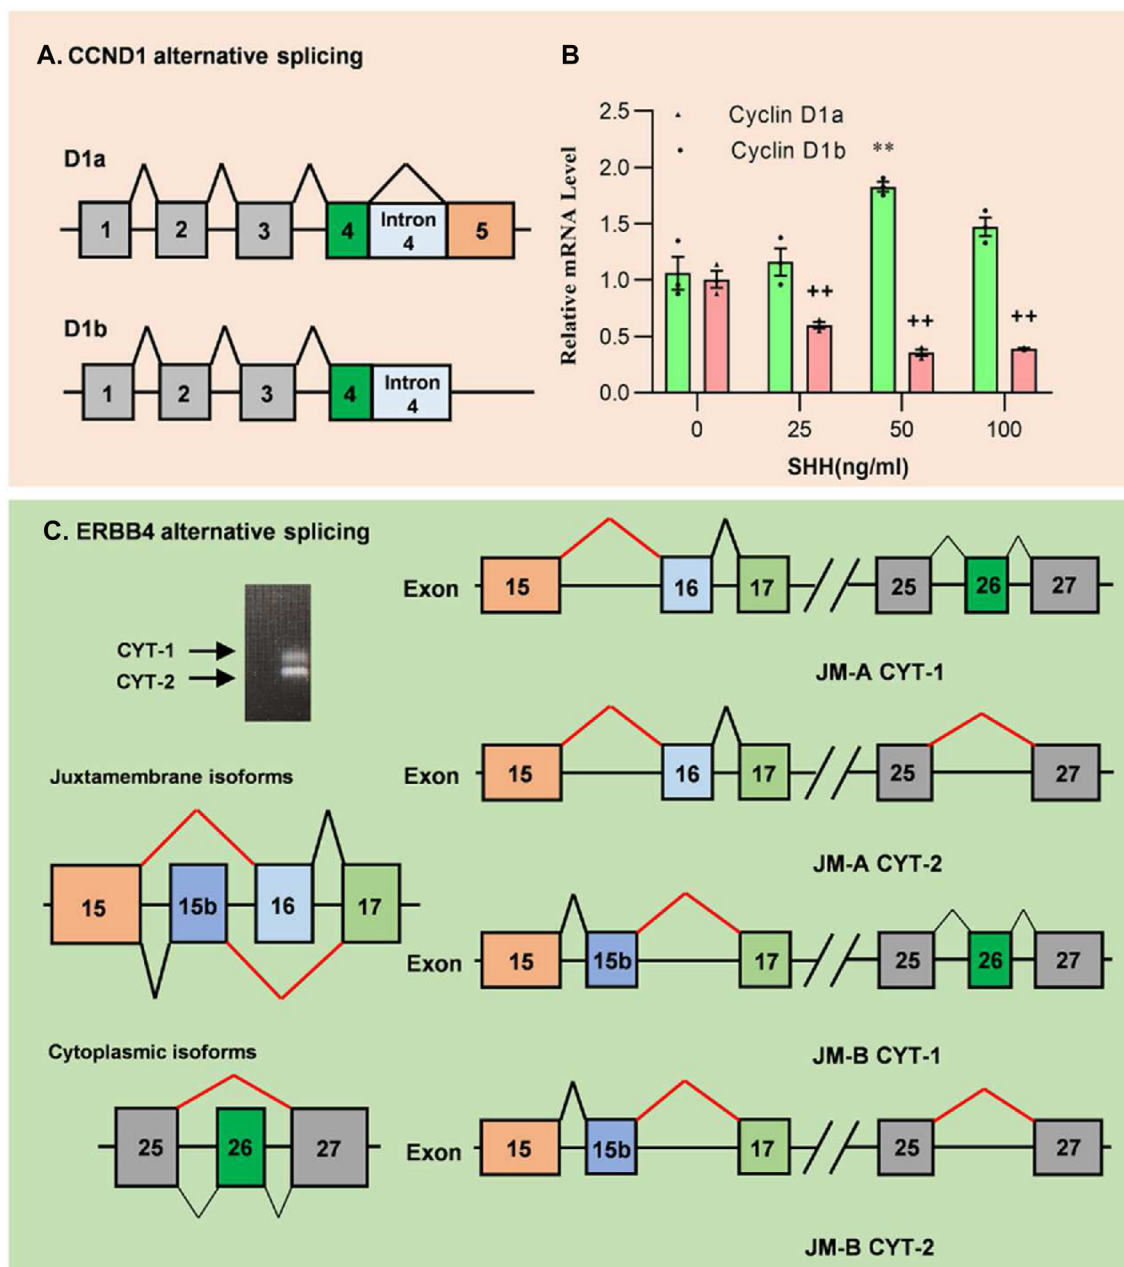 A. CCND1 alternative splicing
D1a
1 2 3 4 Intron 4 5
D1b
1 2 3 4 Intron 4
B
Cyclin D1a
Cyclin D1b
**
++
++
++
2.5
2.0
1.5
1.0
0.5
0.0
Relative mRNA Level
0 25 50 100
SHH(ng/ml)
C. ERBB4 alternative splicing
CYT-1
CYT-2
Juxtamembrane isoforms
15 15b 16 17
Cytoplasmic isoforms
25 26 27
Exon 15 16 17 25 26 27
JM-A CYT-1
Exon 15 16 17 25 27
JM-A CYT-2
Exon 15 15b 17 25 26 27
JM-B CYT-1
Exon 15 15b 17 25 27
JM-B CYT-2